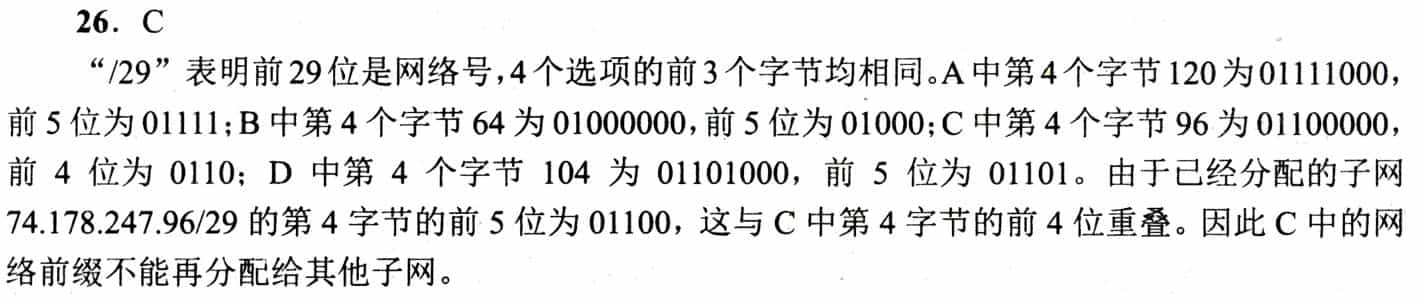 26. C
“/29”表明前29位是网络号,4个选项的前3个字节均相同。A中第4个字节120为01111000,
前5位为01111;B中第4个字节64为01000000,前5位为01000;C中第4个字节96为01100000,
前4位为0110; D中第4个字节104为01101000, 前5位为01101。由于已经分配的子网
74.178.247.96/29的第4字节的前5位为01100, 这与C中第4字节的前4位重叠。因此C中的网
络前缀不能再分配给其他子网。